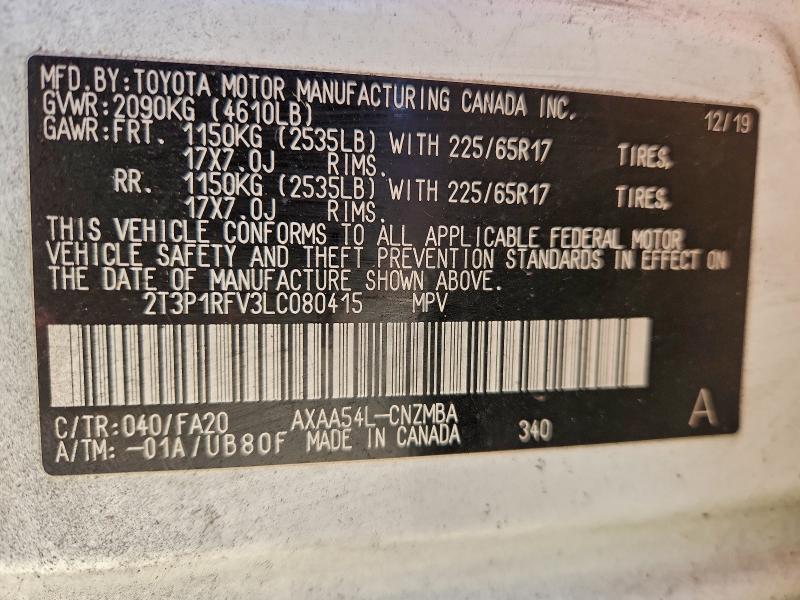 MFD. BY: TOYOTA MOTOR MANUFACTURING CANADA INC.
GVWR: 2090KG (4610LB) 12/19
GAWR: FRT. 1150KG (2535LB) WITH 225/65R17 TIRES,
17X7.0J RIMS.
RR. 1150KG (2535LB) WITH 225/65R17 TIRES,
17X7.0J RIMS.
THIS VEHICLE CONFORMS TO ALL APPLICABLE FEDERAL MOTOR
VEHICLE SAFETY AND THEFT PREVENTION STANDARDS IN EFFECT ON
THE DATE OF MANUFACTURE SHOWN ABOVE.
2T3P1RFV3LC080415 MPV
C/TR: 040/FA20 AXAA54L-CNZMBA A
A/TM: -01A/UB80F MADE IN CANADA 340